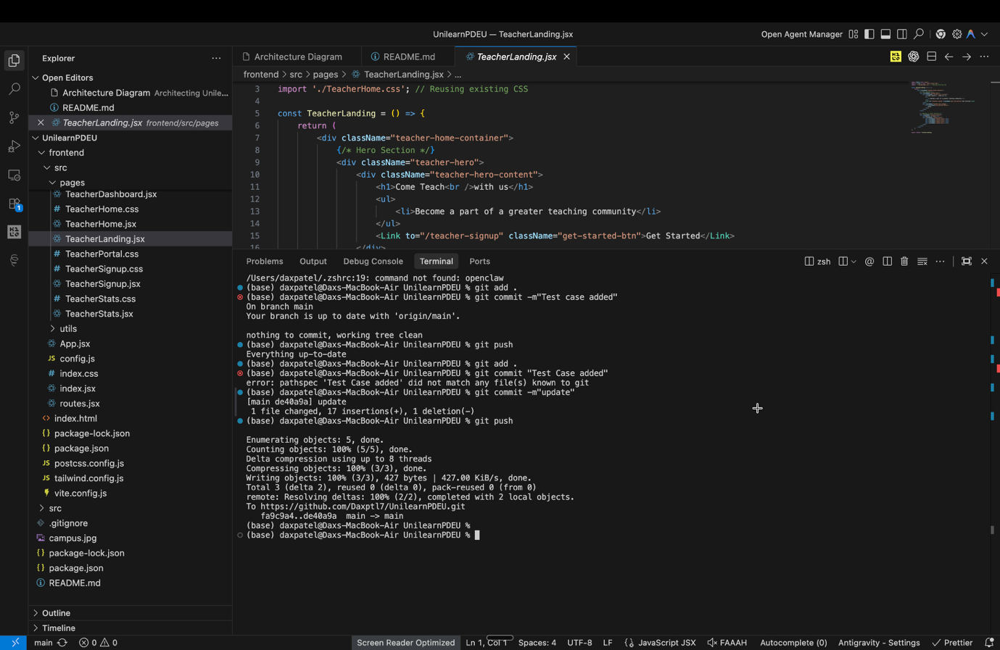 UnilearnPDEU — TeacherLanding.jsx
Open Agent Manager
Explorer
Open Editors
Architecture Diagram Architecting Unile...
README.md
TeacherLanding.jsx frontend/src/pages
UnilearnPDEU
frontend
src
pages
TeacherDashboard.jsx
TeacherHome.css
TeacherHome.jsx
TeacherLanding.jsx
TeacherPortal.css
TeacherSignup.css
TeacherSignup.jsx
TeacherStats.css
TeacherStats.jsx
utils
App.jsx
config.js
index.css
index.jsx
routes.jsx
index.html
package-lock.json
package.json
postcss.config.js
tailwind.config.js
vite.config.js
src
.gitignore
campus.jpg
package-lock.json
package.json
README.md
Outline
Timeline
Architecture Diagram
README.md
TeacherLanding.jsx
frontend > src > pages > TeacherLanding.jsx > ...
3 import './TeacherHome.css'; // Reusing existing CSS
4
5 const TeacherLanding = () => {
6 return (
7 <div className="teacher-home-container">
8 {/* Hero Section */}
9 <div className="teacher-hero">
10 <div className="teacher-hero-content">
11 <h1>Come Teach<br />with us</h1>
12 <ul>
13 <li>Become a part of a greater teaching community</li>
14 </ul>
15 <Link to="/teacher-signup" className="get-started-btn">Get Started</Link>
16 </div>
Problems Output Debug Console Terminal Ports
zsh
/Users/daxpatel/.zshrc:19: command not found: openclaw
(base) daxpatel@Daxs-MacBook-Air UnilearnPDEU % git add .
(base) daxpatel@Daxs-MacBook-Air UnilearnPDEU % git commit -m"Test case added"
On branch main
Your branch is up to date with 'origin/main'.
nothing to commit, working tree clean
(base) daxpatel@Daxs-MacBook-Air UnilearnPDEU % git push
Everything up-to-date
(base) daxpatel@Daxs-MacBook-Air UnilearnPDEU % git add .
(base) daxpatel@Daxs-MacBook-Air UnilearnPDEU % git commit "Test Case added"
error: pathspec 'Test Case added' did not match any file(s) known to git
(base) daxpatel@Daxs-MacBook-Air UnilearnPDEU % git commit -m"update"
[main de40a9a] update
1 file changed, 17 insertions(+), 1 deletion(-)
(base) daxpatel@Daxs-MacBook-Air UnilearnPDEU % git push
Enumerating objects: 5, done.
Counting objects: 100% (5/5), done.
Delta compression using up to 8 threads
Compressing objects: 100% (3/3), done.
Writing objects: 100% (3/3), 427 bytes | 427.00 KiB/s, done.
Total 3 (delta 2), reused 0 (delta 0), pack-reused 0 (from 0)
remote: Resolving deltas: 100% (2/2), completed with 2 local objects.
To https://github.com/Daxptl7/UnilearnPDEU.git
fa9c9a4..de40a9a main -> main
(base) daxpatel@Daxs-MacBook-Air UnilearnPDEU %
(base) daxpatel@Daxs-MacBook-Air UnilearnPDEU %
main 0 0 Screen Reader Optimized Ln 1, Col 1 Spaces: 4 UTF-8 LF JavaScript JSX FAAAH Autocomplete (0) Antigravity - Settings Prettier